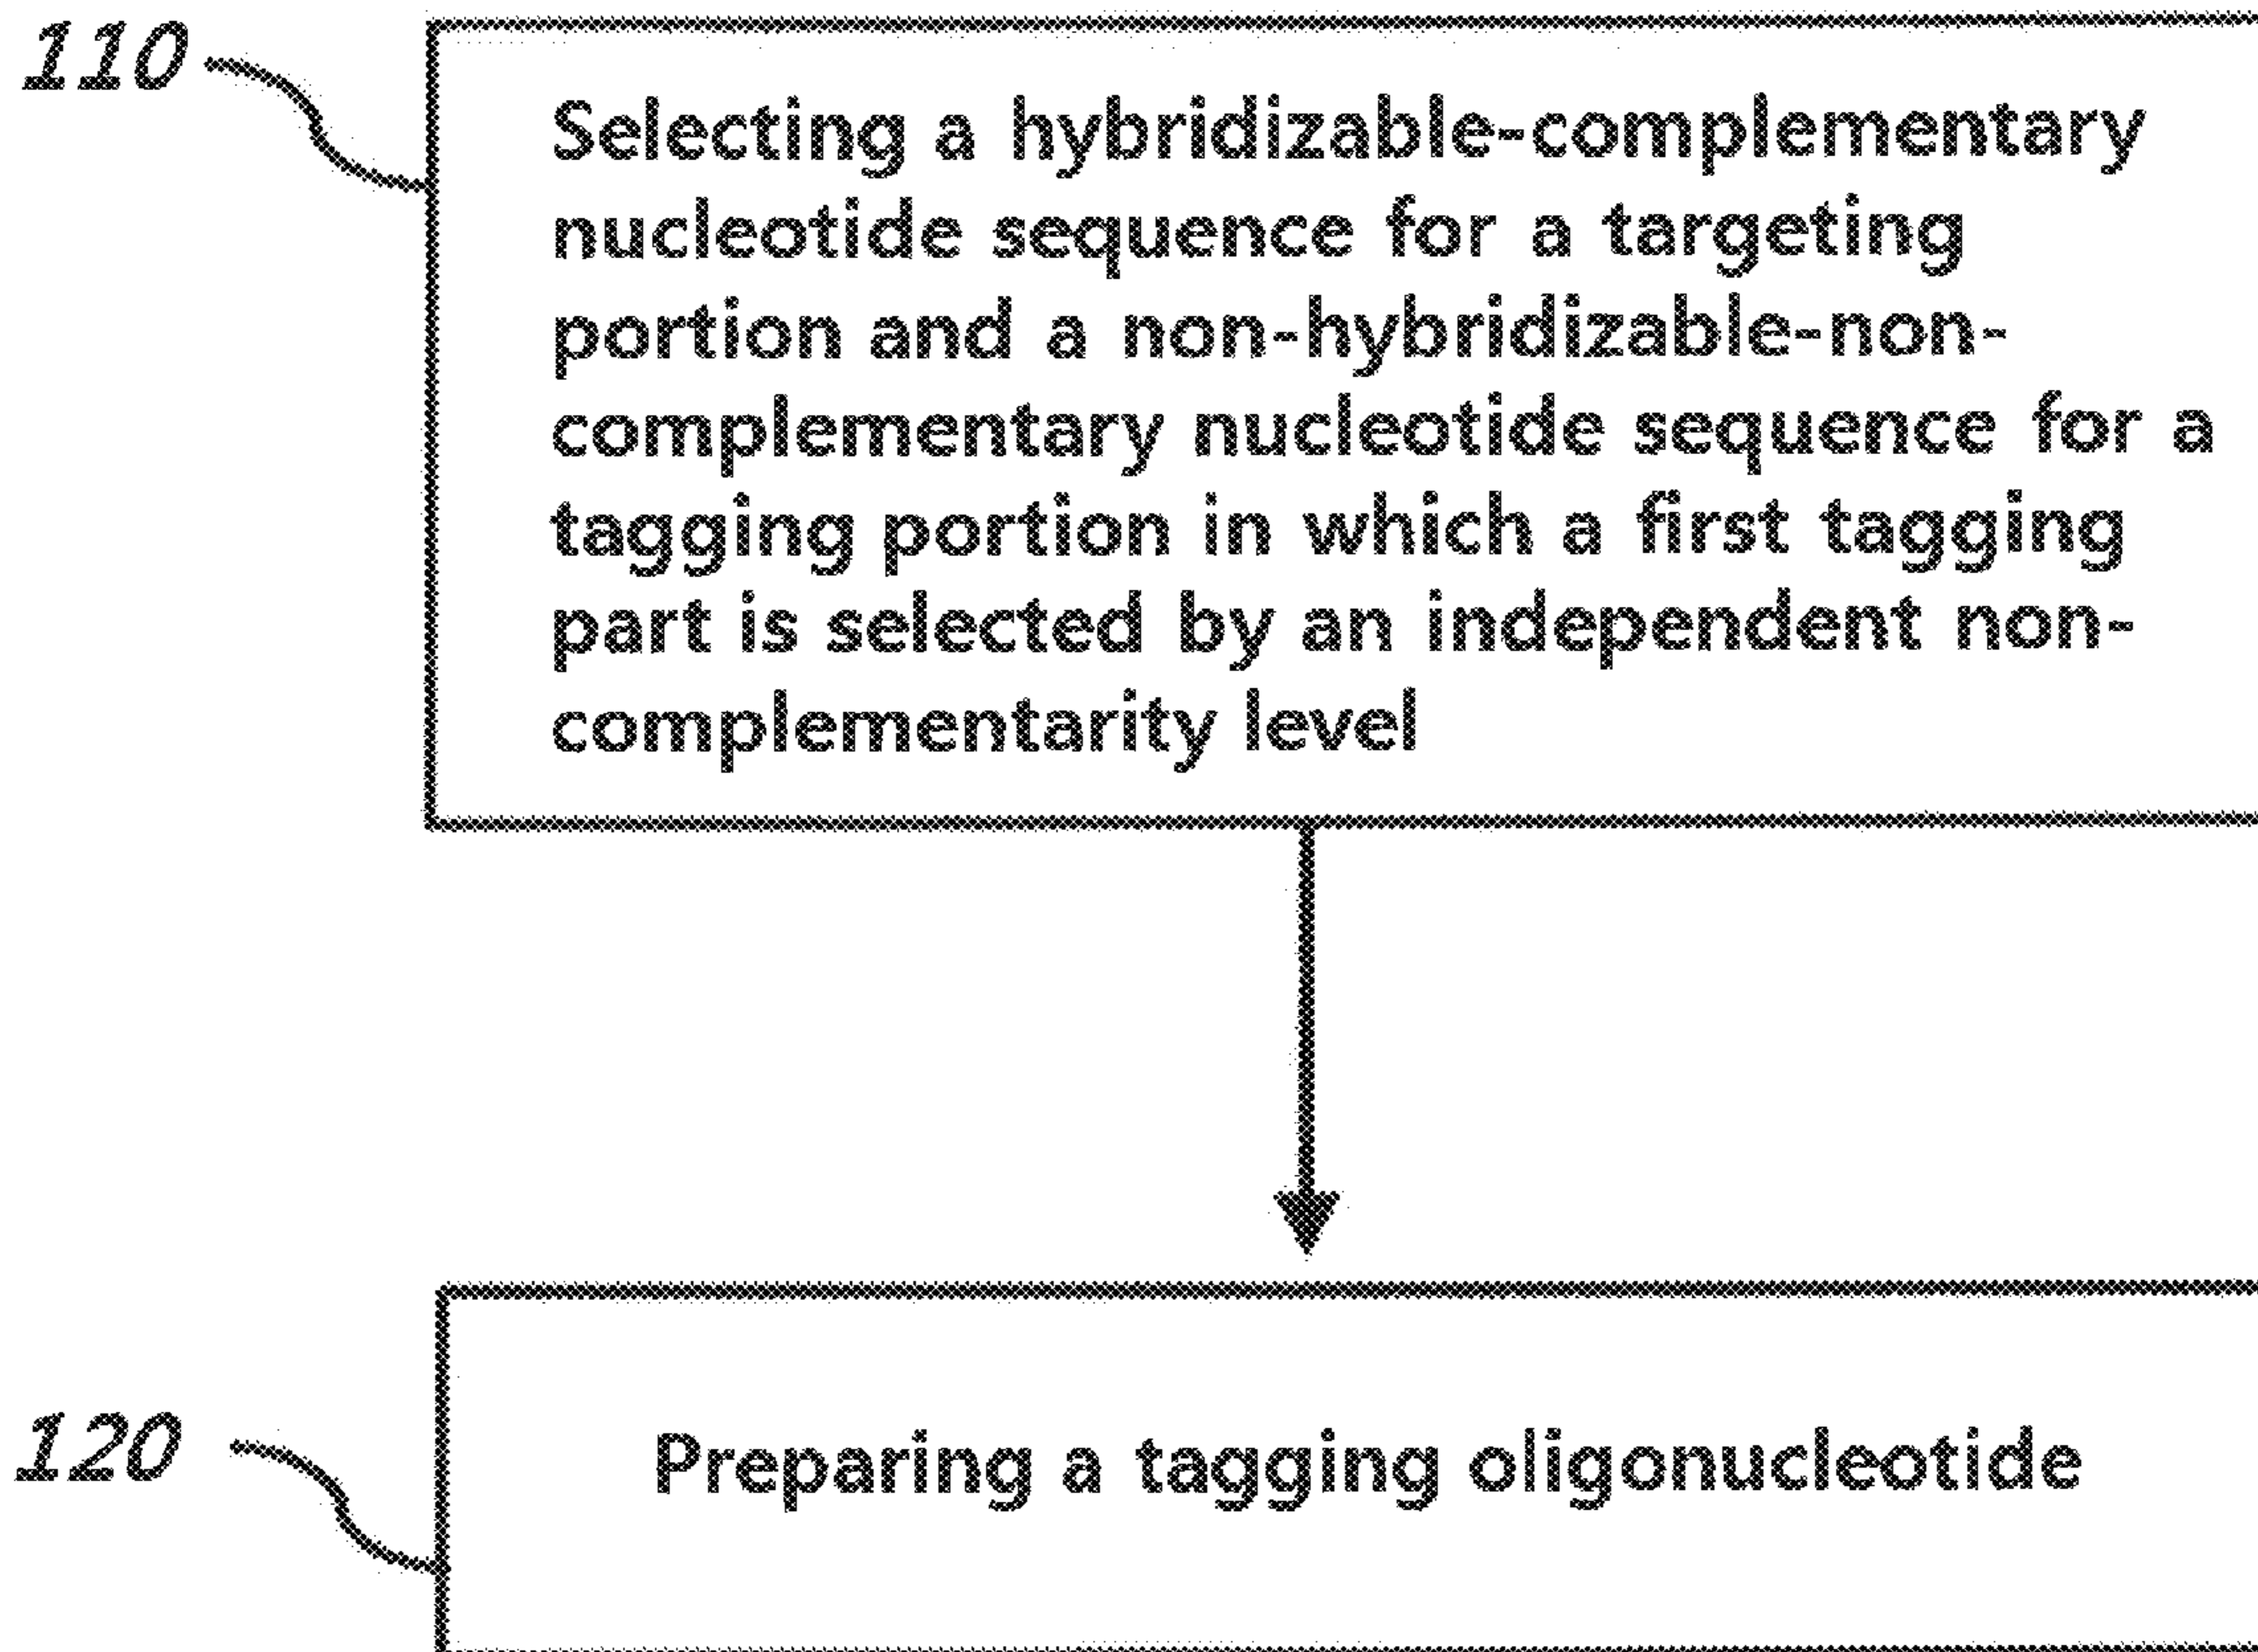 110
Selecting a hybridizable-complementary
nucleotide sequence for a targeting
portion and a non-hybridizable-non-
complementary nucleotide sequence for a
tagging portion in which a first tagging
part is selected by an independent non-
complementarity level
120
Preparing a tagging oligonucleotide